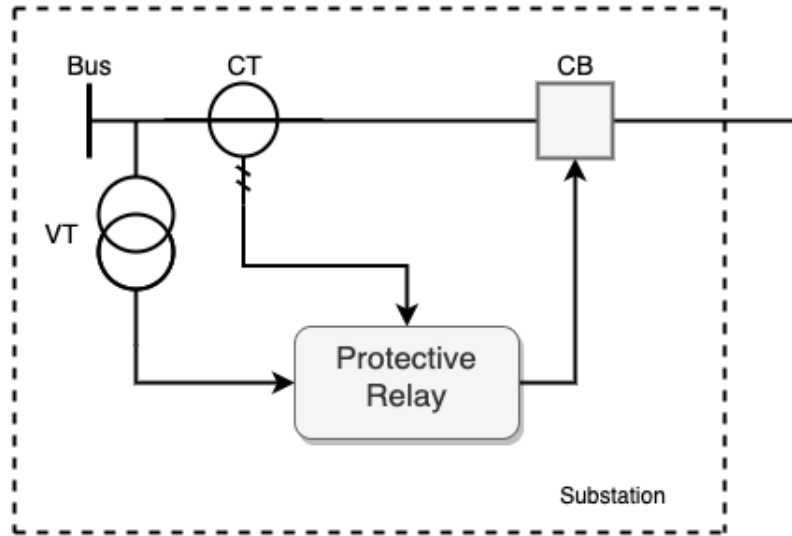 Bus
CT
CB
VT
Protective
Relay
Substation